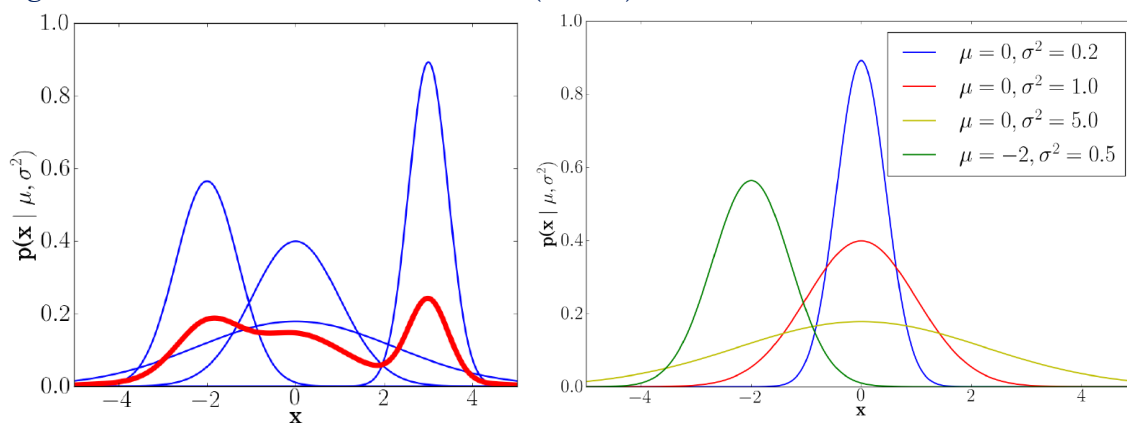 1.0
0.8
0.6
0.4
0.2
0.0
p(x | μ, σ²)
−4 −2 0 2 4
x
1.0
0.8
0.6
0.4
0.2
0.0
p(x | μ, σ²)
−4 −2 0 2 4
x
μ = 0, σ² = 0.2
μ = 0, σ² = 1.0
μ = 0, σ² = 5.0
μ = −2, σ² = 0.5